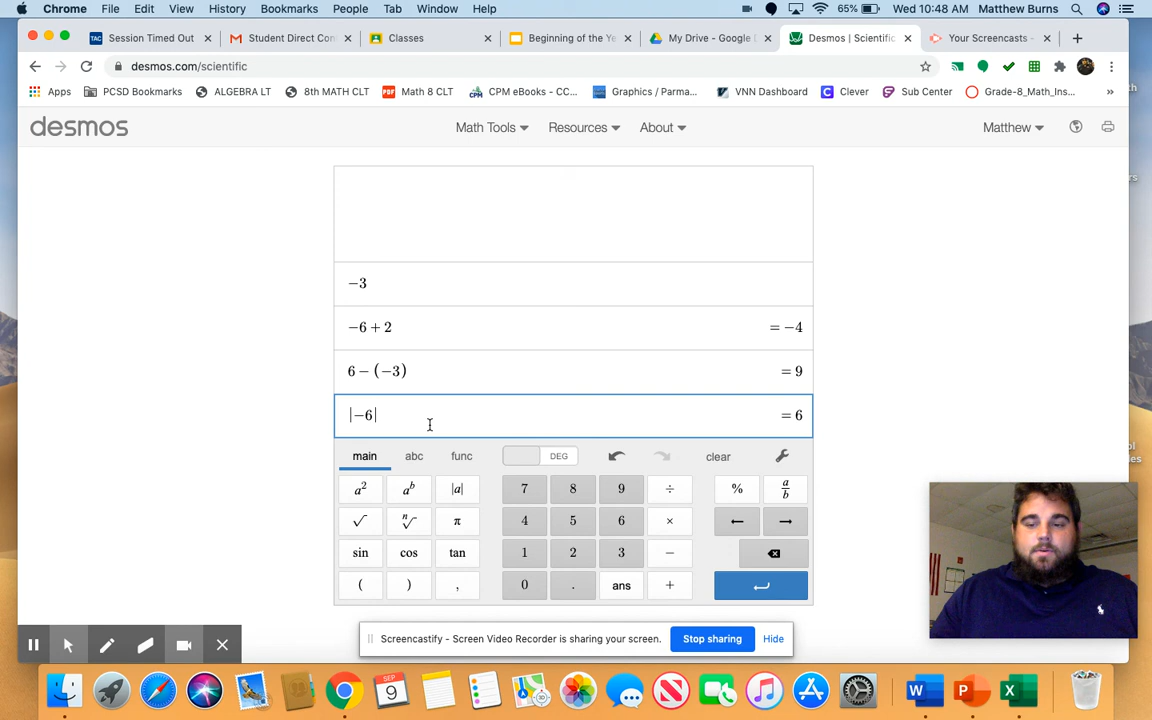 Chrome File Edit View History Bookmarks People Tab Window Help 65% Wed 10:48 AM Matthew Burns
TAC Session Timed Out Student Direct Con Classes Beginning of the Ye My Drive - Google Desmos | Scientific Your Screencasts -
desmos.com/scientific
Apps PCSD Bookmarks ALGEBRA LT 8th MATH CLT PDF Math 8 CLT CPM CPM eBooks - CC... Graphics / Parma... VNN Dashboard Clever Sub Center Grade-8_Math_Ins... »
desmos Math Tools Resources About Matthew
−3
−6 + 2 = −4
6 − (−3) = 9
|−6| = 6
main abc func DEG clear
a² aᵇ |a| 7 8 9 ÷ % a/b
√ ⁿ√ π 4 5 6 × ← →
sin cos tan 1 2 3 −
( ) , 0 . ans +
Screencastify - Screen Video Recorder is sharing your screen. Stop sharing Hide
SEP
9
W P X